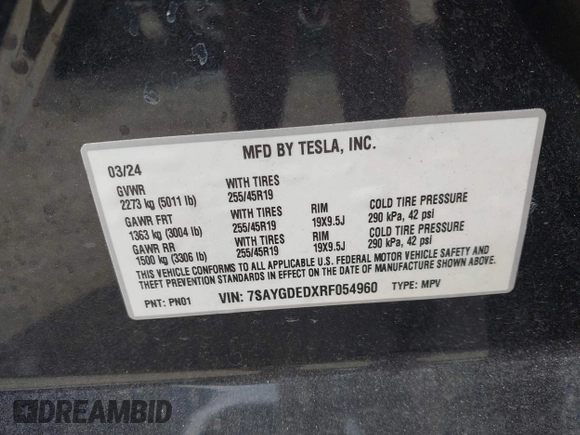 MFD BY TESLA, INC.
03/24
GVWR WITH TIRES
2273 kg (5011 lb) 255/45R19
GAWR FRT WITH TIRES RIM COLD TIRE PRESSURE
1363 kg (3004 lb) 255/45R19 19X9.5J 290 kPa, 42 psi
GAWR RR WITH TIRES RIM COLD TIRE PRESSURE
1500 kg (3306 lb) 255/45R19 19X9.5J 290 kPa, 42 psi
THIS VEHICLE CONFORMS TO ALL APPLICABLE U.S. FEDERAL MOTOR VEHICLE SAFETY AND
THEFT PREVENTION STANDARDS IN EFFECT ON THE DATE OF MANUFACTURE SHOWN ABOVE.
PNT: PN01 VIN: 7SAYGDEDXRF054960 TYPE: MPV
DREAMBID